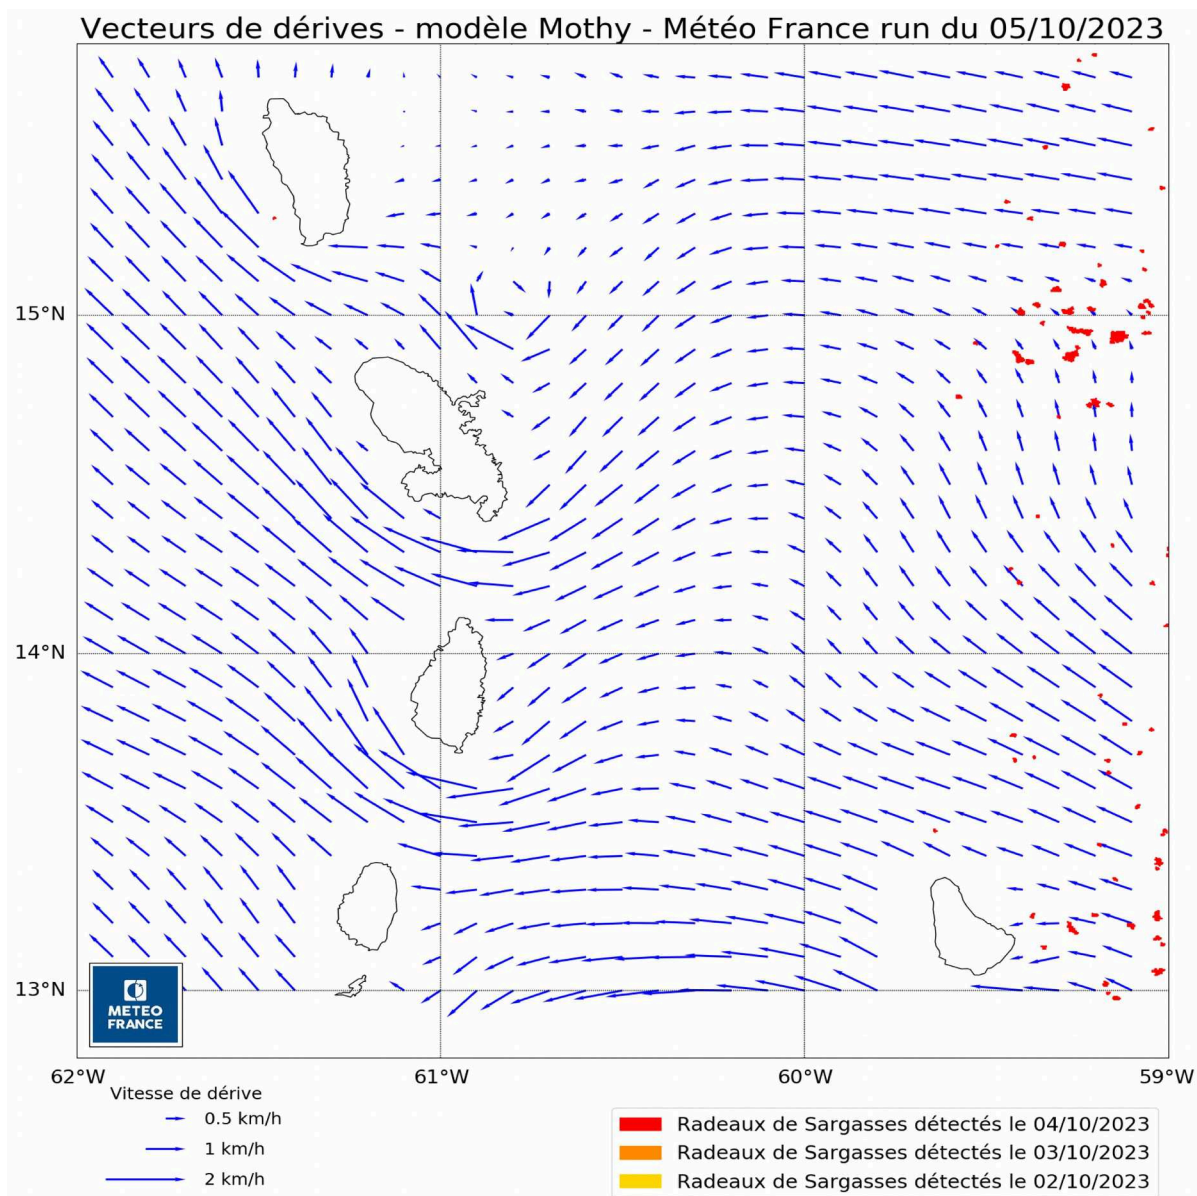 Vecteurs de dérives - modèle Mothy - Météo France run du 05/10/2023
15°N
14°N
13°N
METEO
FRANCE
62°W
61°W
60°W
59°W
Vitesse de dérive
0.5 km/h
1 km/h
2 km/h
Radeaux de Sargasses détectés le 04/10/2023
Radeaux de Sargasses détectés le 03/10/2023
Radeaux de Sargasses détectés le 02/10/2023